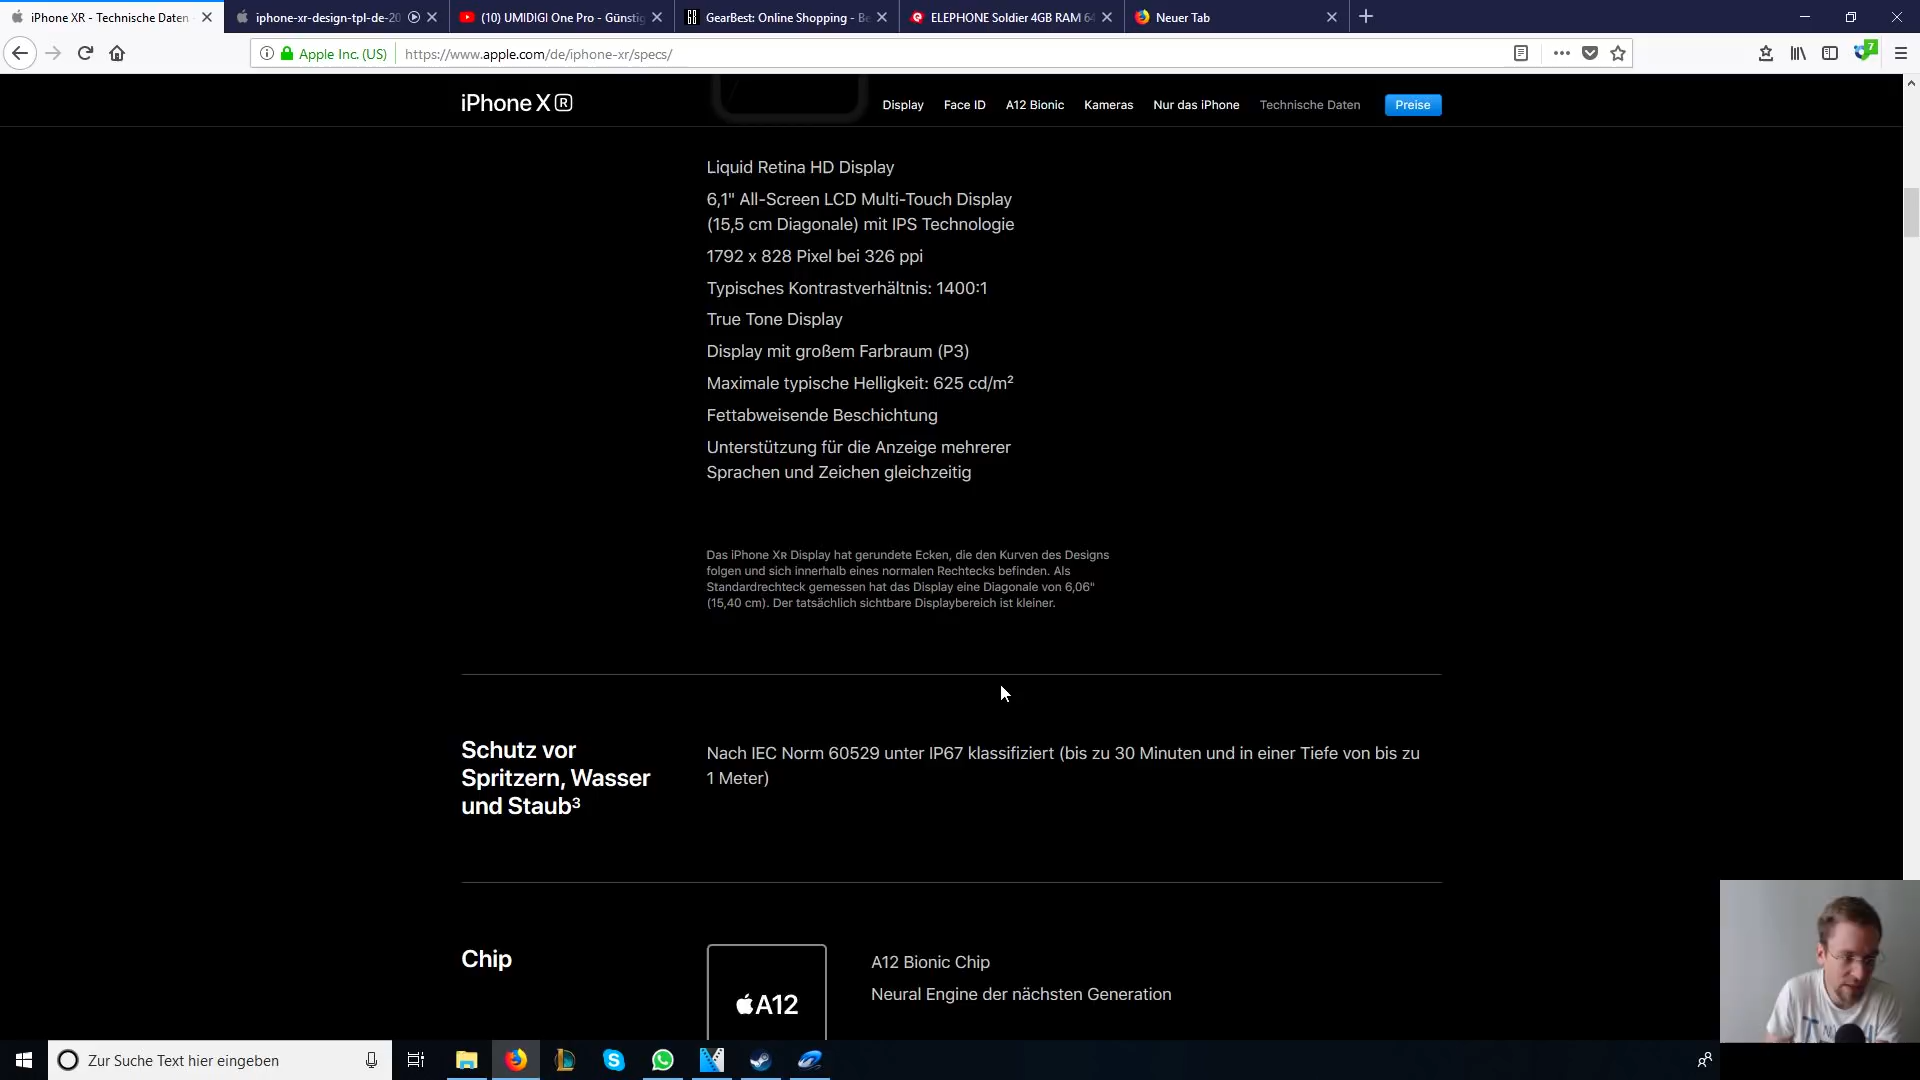 iPhone XR - Technische Daten
iphone-xr-design-tpl-de-20
(10) UMIDIGI One Pro - Günstig
GearBest: Online Shopping - Be
ELEPHONE Soldier 4GB RAM 64
Neuer Tab
Apple Inc. (US)
https://www.apple.com/de/iphone-xr/specs/
7
iPhone XR
Display
Face ID
A12 Bionic
Kameras
Nur das iPhone
Technische Daten
Preise
Liquid Retina HD Display
6,1" All-Screen LCD Multi-Touch Display
(15,5 cm Diagonale) mit IPS Technologie
1792 x 828 Pixel bei 326 ppi
Typisches Kontrastverhältnis: 1400:1
True Tone Display
Display mit großem Farbraum (P3)
Maximale typische Helligkeit: 625 cd/m²
Fettabweisende Beschichtung
Unterstützung für die Anzeige mehrerer
Sprachen und Zeichen gleichzeitig
Das iPhone XR Display hat gerundete Ecken, die den Kurven des Designs
folgen und sich innerhalb eines normalen Rechtecks befinden. Als
Standardrechteck gemessen hat das Display eine Diagonale von 6,06"
(15,40 cm). Der tatsächlich sichtbare Displaybereich ist kleiner.
Schutz vor
Spritzern, Wasser
und Staub³
Nach IEC Norm 60529 unter IP67 klassifiziert (bis zu 30 Minuten und in einer Tiefe von bis zu
1 Meter)
Chip
A12
A12 Bionic Chip
Neural Engine der nächsten Generation
Zur Suche Text hier eingeben